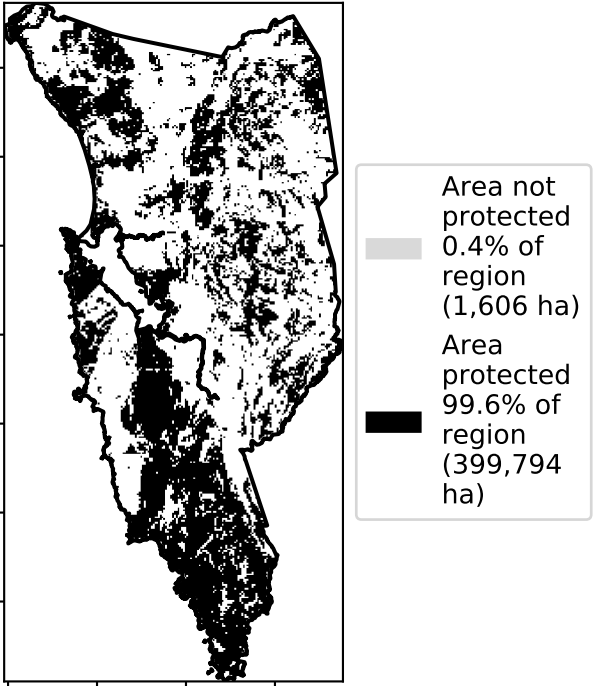 Area not
protected
0.4% of
region
(1,606 ha)
Area
protected
99.6% of
region
(399,794
ha)